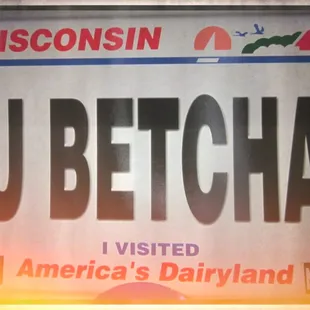 ISCONSIN
U BETCHA
I VISITED
America's Dairyland